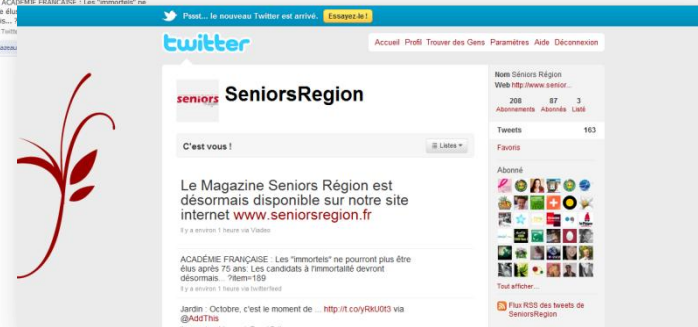 ACADÉMIE FRANÇAISE : Les "immortels" ne
Pssst... le nouveau Twitter est arrivé. Essayez-le !
twitter
Accueil Profil Trouver des Gens Paramètres Aide Déconnexion
seniors SeniorsRegion
C'est vous !
Listes
Le Magazine Seniors Région est
désormais disponible sur notre site
internet www.seniorsregion.fr
Il y a environ 1 heure via Viadeo
ACADÉMIE FRANÇAISE : Les "immortels" ne pourront plus être
élus après 75 ans: Les candidats à l'immortalité devront
désormais... ?item=189
Il y a environ 1 heure via twitterfeed
Jardin : Octobre, c'est le moment de ... http://t.co/yRkU0t3 via
@AddThis
Nom Séniors Région
Web http://www.senior...
208 87 3
Abonnements Abonnés Listé
Tweets 163
Favoris
Abonné
Tout afficher...
Flux RSS des tweets de
SeniorsRegion